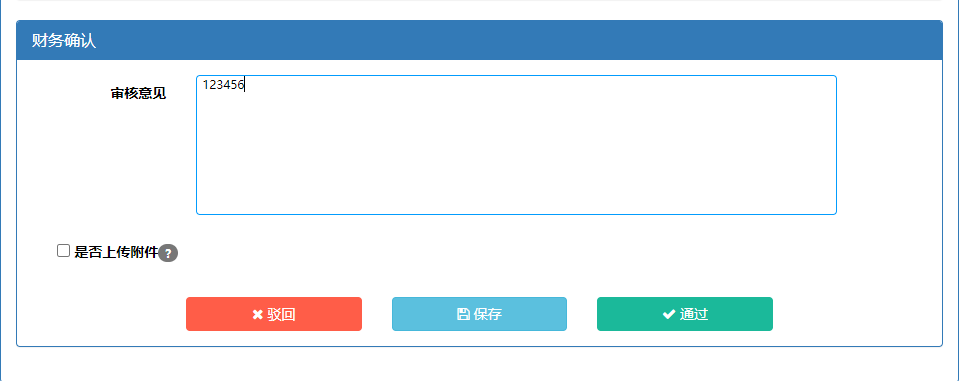 财务确认
审核意见
123456
是否上传附件?
驳回
保存
通过